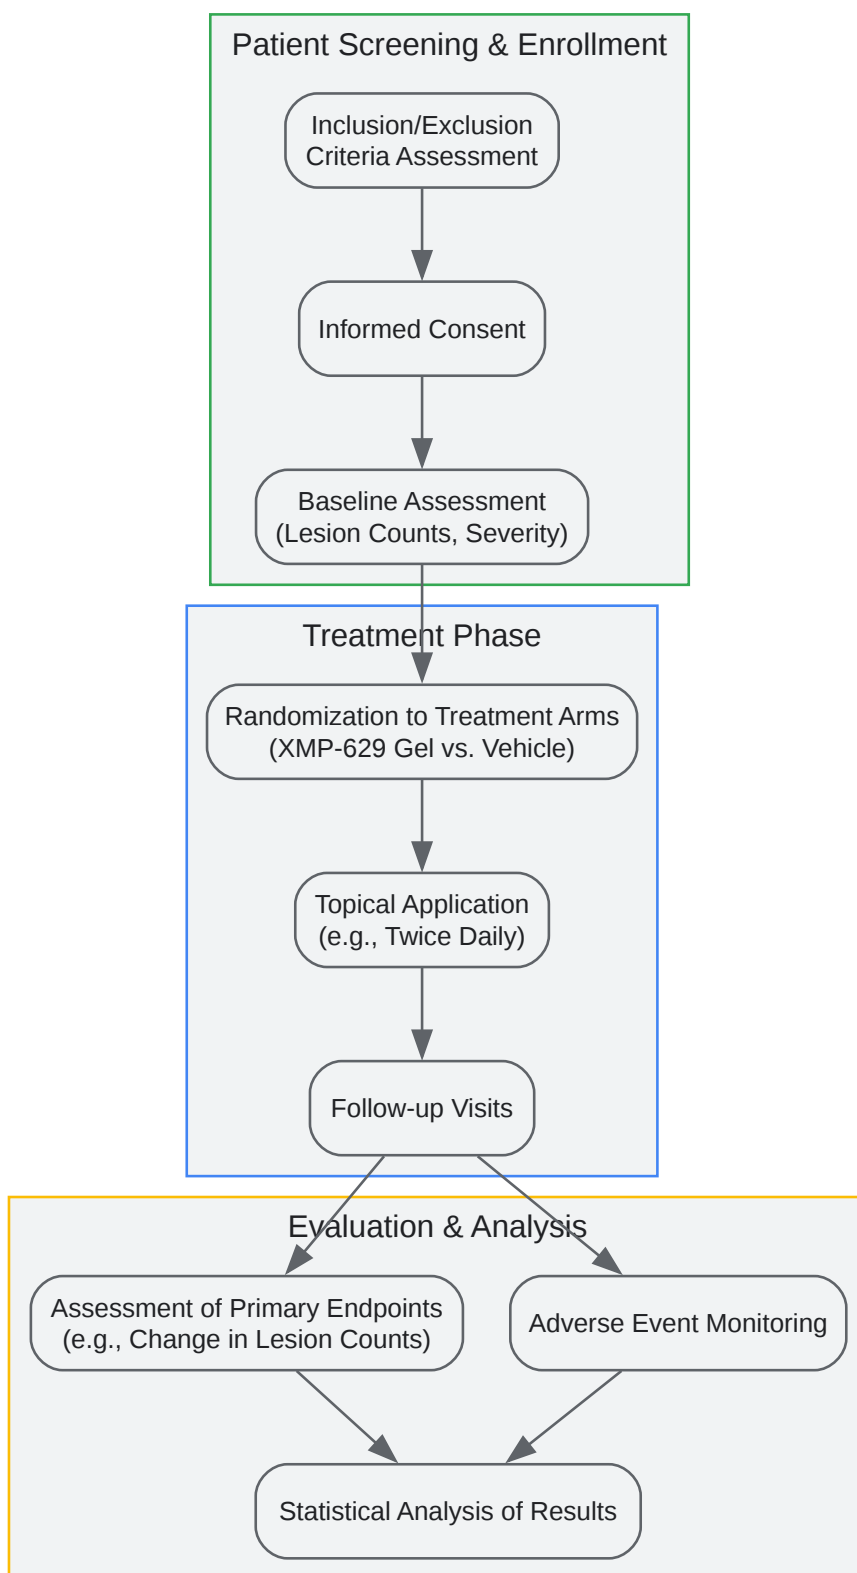 Patient Screening & Enrollment
Inclusion/Exclusion
Criteria Assessment
Informed Consent
Baseline Assessment
(Lesion Counts, Severity)
Treatment Phase
Randomization to Treatment Arms
(XMP-629 Gel vs. Vehicle)
Topical Application
(e.g., Twice Daily)
Follow-up Visits
Evaluation & Analysis
Assessment of Primary Endpoints
(e.g., Change in Lesion Counts)
Adverse Event Monitoring
Statistical Analysis of Results